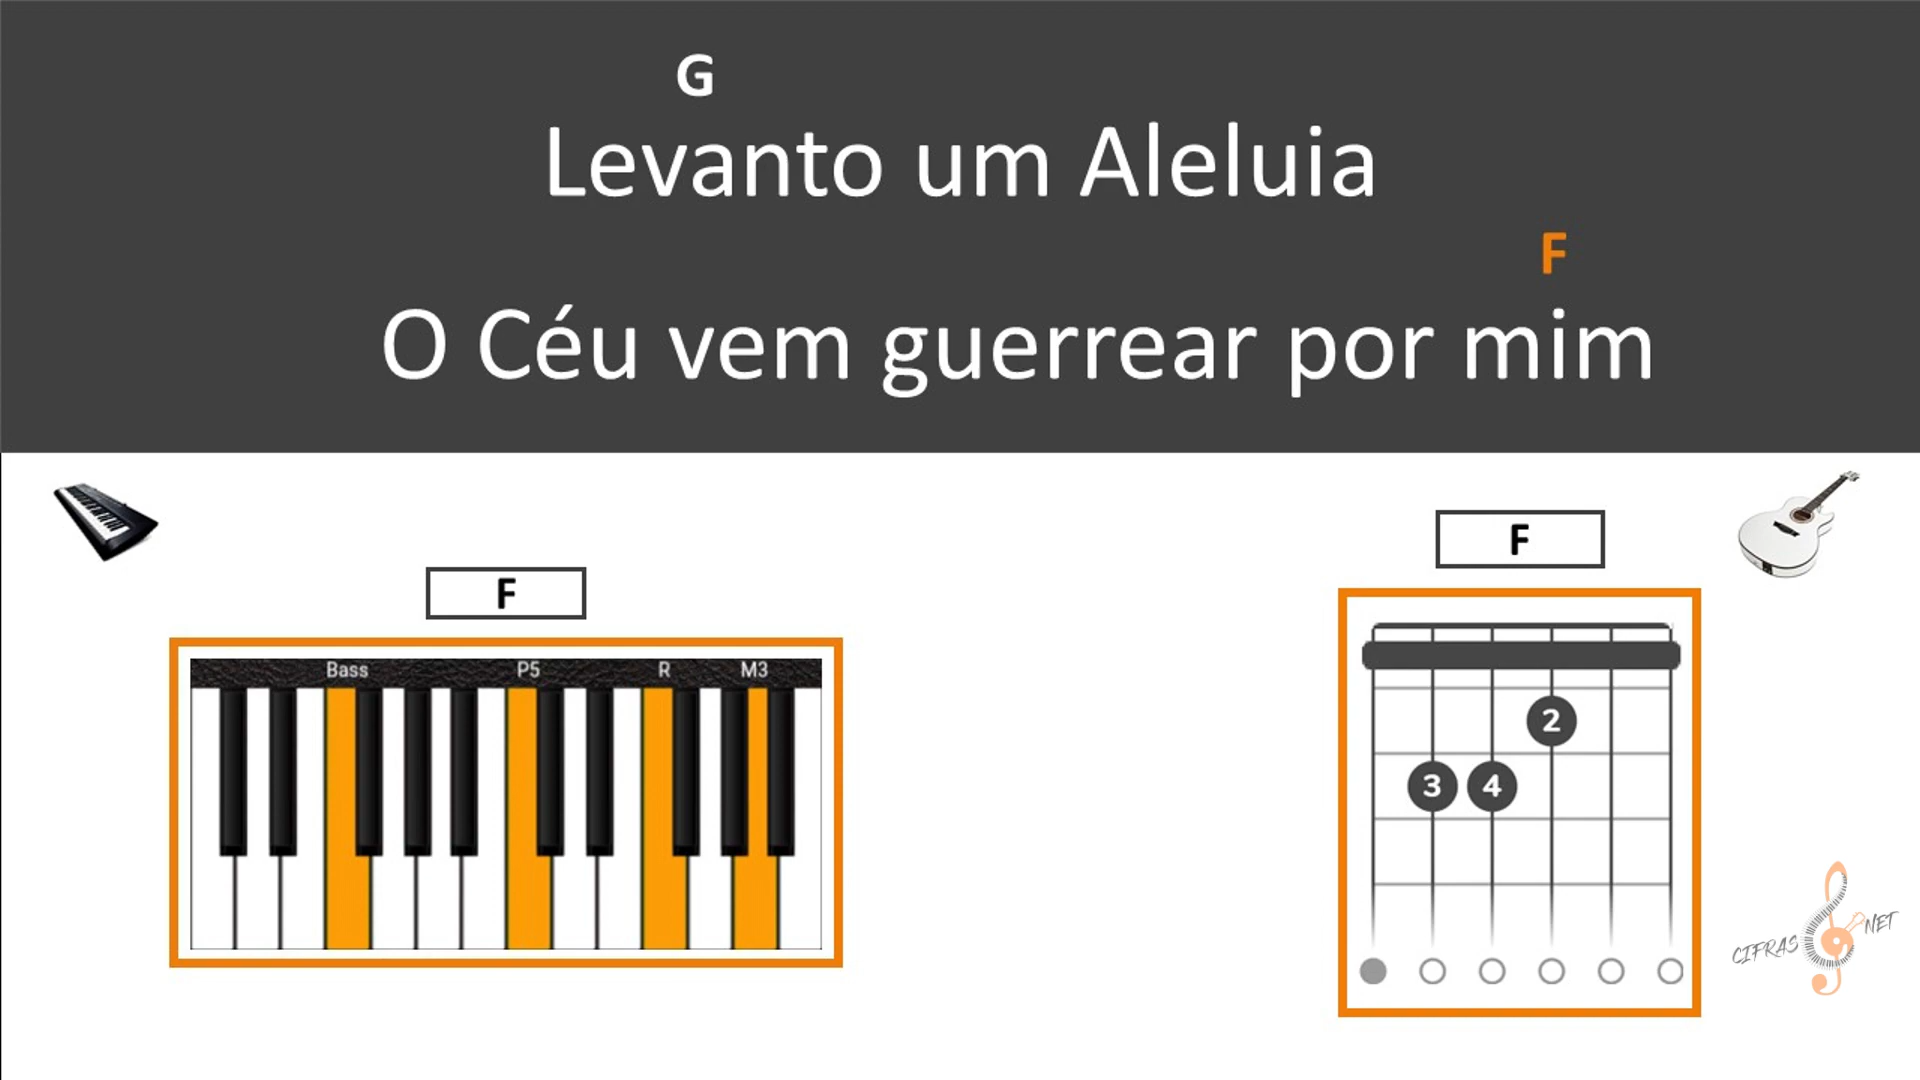 G
Levanto um Aleluia
F
O Céu vem guerrear por mim
F
F
Bass P5 R M3
2
3 4
CIFRAS NET